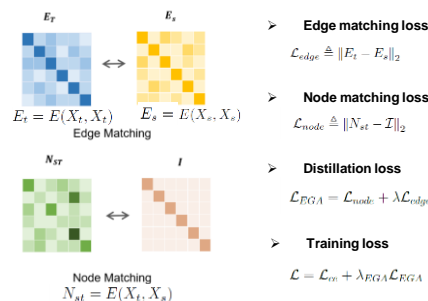 E_T
E_s
E_t = E(X_t, X_t)
E_s = E(X_s, X_s)
Edge Matching
N_ST
I
Node Matching
N_st = E(X_t, X_s)
➢ Edge matching loss
ℒ_edge ≜ ‖E_t − E_s‖_2
➢ Node matching loss
ℒ_node ≜ ‖N_st − ℐ‖_2
➢ Distillation loss
ℒ_EGA = ℒ_node + λℒ_edge
➢ Training loss
ℒ = ℒ_ce + λ_EGA ℒ_EGA